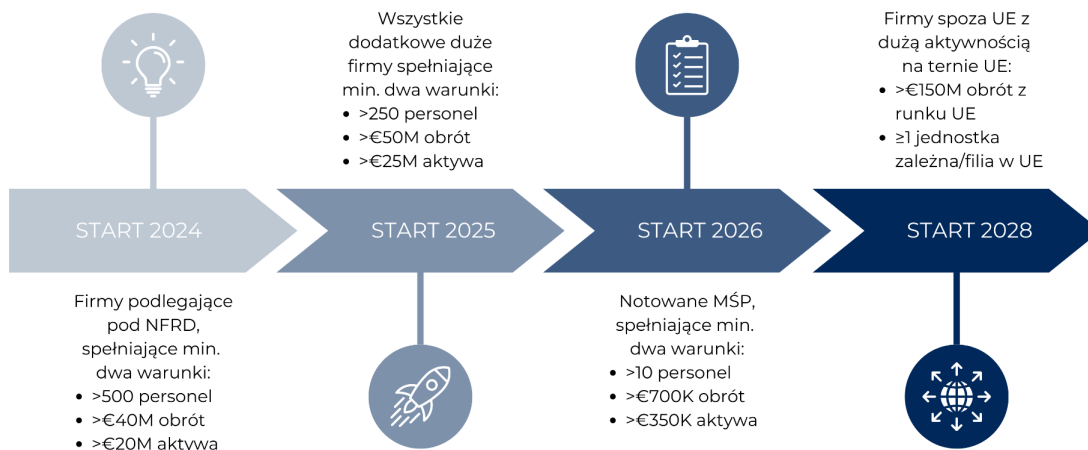 START 2024
Firmy podlegające
pod NFRD,
spełniające min.
dwa warunki:
• >500 personel
• >€40M obrót
• >€20M aktywa
Wszystkie
dodatkowe duże
firmy spełniające
min. dwa warunki:
• >250 personel
• >€50M obrót
• >€25M aktywa
START 2025
START 2026
Notowane MŚP,
spełniające min.
dwa warunki:
• >10 personel
• >€700K obrót
• >€350K aktywa
Firmy spoza UE z
dużą aktywnością
na ternie UE:
• >€150M obrót z
runku UE
• ≥1 jednostka
zależna/filia w UE
START 2028